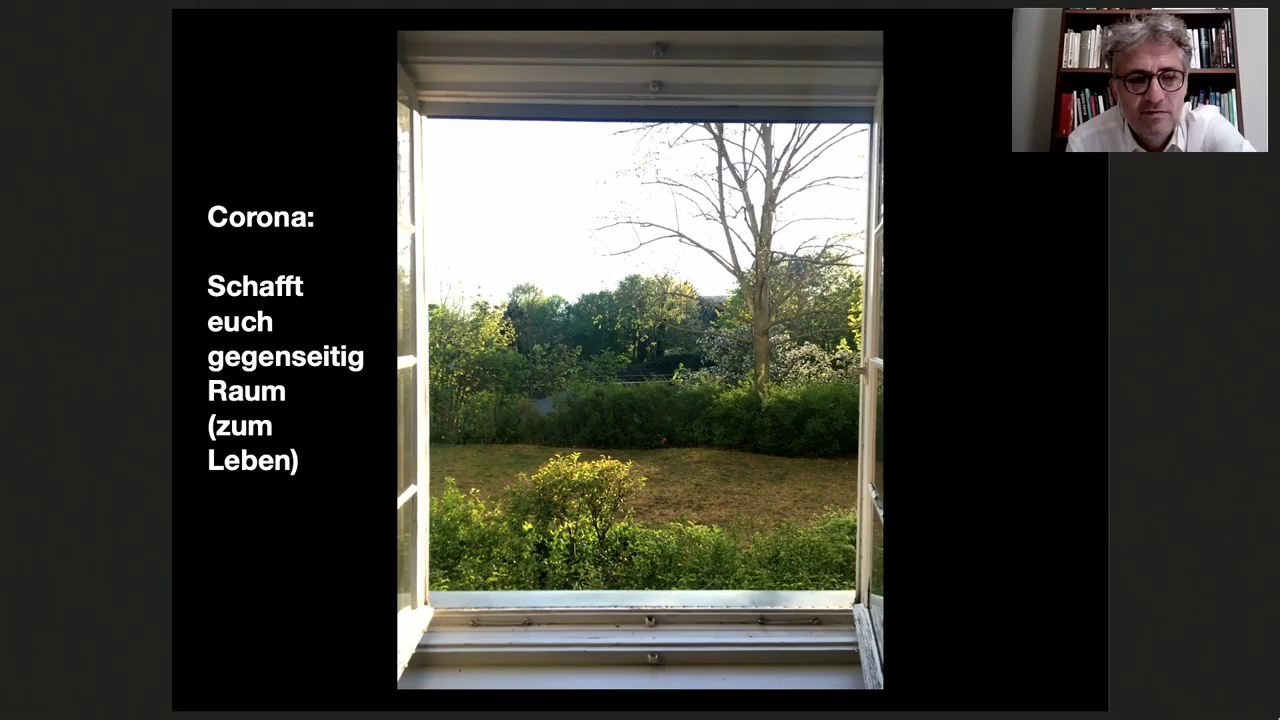 Corona:
Schafft
euch
gegenseitig
Raum
(zum
Leben)